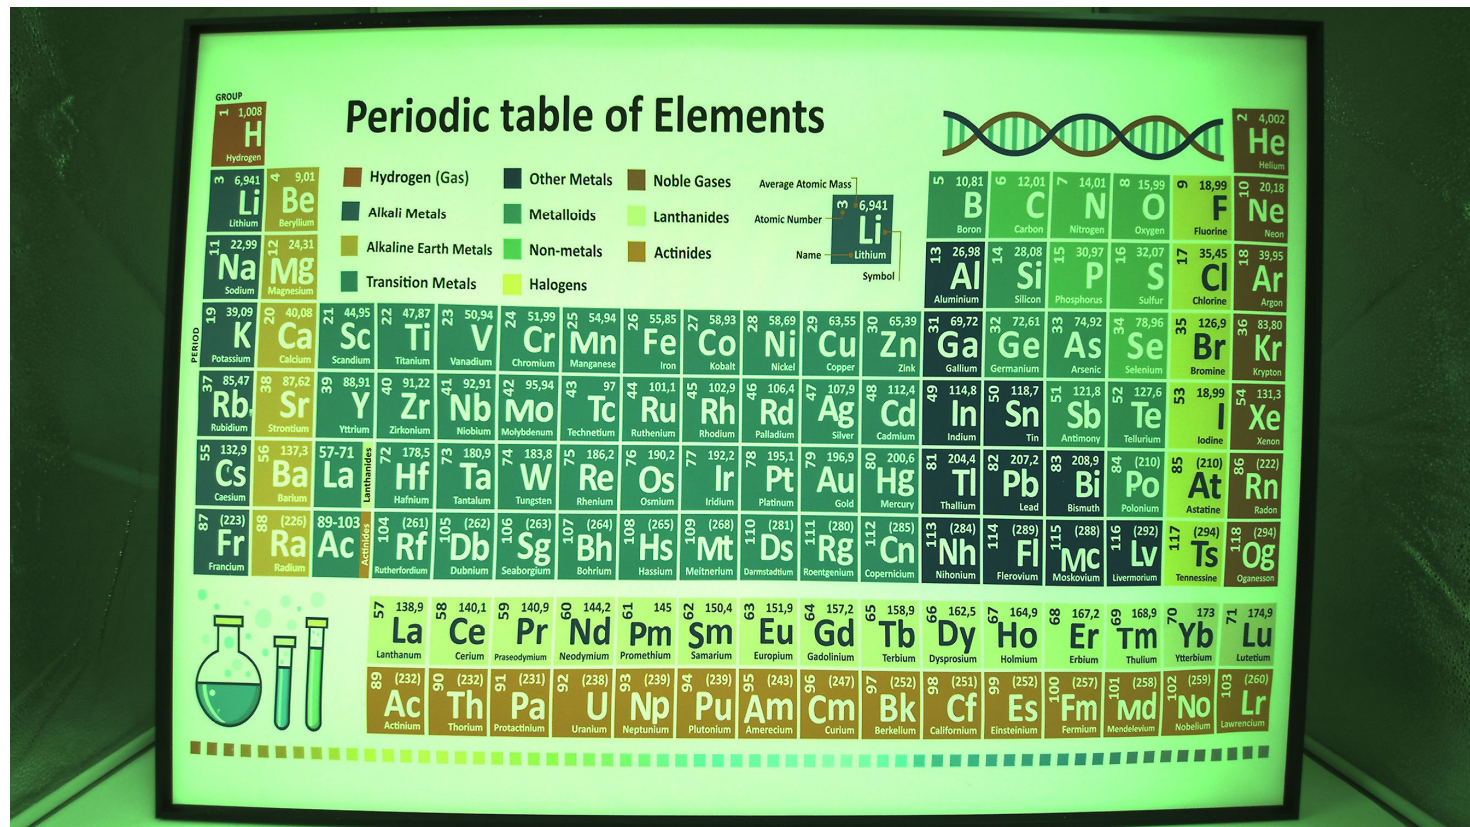 GROUP
Periodic table of Elements
1 1,008 H Hydrogen
2 4,002 He Helium
Hydrogen (Gas)
Alkali Metals
Alkaline Earth Metals
Transition Metals
Other Metals
Metalloids
Non-metals
Halogens
Noble Gases
Lanthanides
Actinides
Average Atomic Mass
Atomic Number
3 6,941 Li Lithium
Name
Symbol
3 6,941 Li Lithium
4 9,01 Be Beryllium
5 10,81 B Boron
6 12,01 C Carbon
7 14,01 N Nitrogen
8 15,99 O Oxygen
9 18,99 F Fluorine
10 20,18 Ne Neon
11 22,99 Na Sodium
12 24,31 Mg Magnesium
13 26,98 Al Aluminium
14 28,08 Si Silicon
15 30,97 P Phosphorus
16 32,07 S Sulfur
17 35,45 Cl Chlorine
18 39,95 Ar Argon
PERIOD
19 39,09 K Potassium
20 40,08 Ca Calcium
21 44,95 Sc Scandium
22 47,87 Ti Titanium
23 50,94 V Vanadium
24 51,99 Cr Chromium
25 54,94 Mn Manganese
26 55,85 Fe Iron
27 58,93 Co Kobalt
28 58,69 Ni Nickel
29 63,55 Cu Copper
30 65,39 Zn Zink
31 69,72 Ga Gallium
32 72,61 Ge Germanium
33 74,92 As Arsenic
34 78,96 Se Selenium
35 126,9 Br Bromine
36 83,80 Kr Krypton
37 85,47 Rb Rubidium
38 87,62 Sr Strontium
39 88,91 Y Yttrium
40 91,22 Zr Zirkonium
41 92,91 Nb Niobium
42 95,94 Mo Molybdenum
43 97 Tc Technetium
44 101,1 Ru Ruthenium
45 102,9 Rh Rhodium
46 106,4 Rd Palladium
47 107,9 Ag Silver
48 112,4 Cd Cadmium
49 114,8 In Indium
50 118,7 Sn Tin
51 121,8 Sb Antimony
52 127,6 Te Tellurium
53 18,99 I Iodine
54 131,3 Xe Xenon
55 132,9 Cs Caesium
56 137,3 Ba Barium
57-71 La Lanthanides
72 178,5 Hf Hafnium
73 180,9 Ta Tantalum
74 183,8 W Tungsten
75 186,2 Re Rhenium
76 190,2 Os Osmium
77 192,2 Ir Iridium
78 195,1 Pt Platinum
79 196,9 Au Gold
80 200,6 Hg Mercury
81 204,4 Tl Thallium
82 207,2 Pb Lead
83 208,9 Bi Bismuth
84 (210) Po Polonium
85 (210) At Astatine
86 (222) Rn Radon
87 (223) Fr Francium
88 (226) Ra Radium
89-103 Ac Actinides
104 (261) Rf Rutherfordium
105 (262) Db Dubnium
106 (263) Sg Seaborgium
107 (264) Bh Bohrium
108 (265) Hs Hassium
109 (268) Mt Meitnerium
110 (281) Ds Darmstadtium
111 (280) Rg Roentgenium
112 (285) Cn Copernicium
113 (284) Nh Nihonium
114 (289) Fl Flerovium
115 (288) Mc Moskovium
116 (292) Lv Livermorium
117 (294) Ts Tennessine
118 (294) Og Oganesson
57 138,9 La Lanthanum
58 140,1 Ce Cerium
59 140,9 Pr Praseodymium
60 144,2 Nd Neodymium
61 145 Pm Promethium
62 150,4 Sm Samarium
63 151,9 Eu Europium
64 157,2 Gd Gadolinium
65 158,9 Tb Terbium
66 162,5 Dy Dysprosium
67 164,9 Ho Holmium
68 167,2 Er Erbium
69 168,9 Tm Thulium
70 173 Yb Ytterbium
71 174,9 Lu Lutetium
89 (232) Ac Actinium
90 (232) Th Thorium
91 (231) Pa Protactinium
92 (238) U Uranium
93 (239) Np Neptunium
94 (239) Pu Plutonium
95 (243) Am Amerecium
96 (247) Cm Curium
97 (252) Bk Berkelium
98 (251) Cf Californium
99 (252) Es Einsteinium
100 (257) Fm Fermium
101 (258) Md Mendelevium
102 (259) No Nobelium
103 (260) Lr Lawrencium